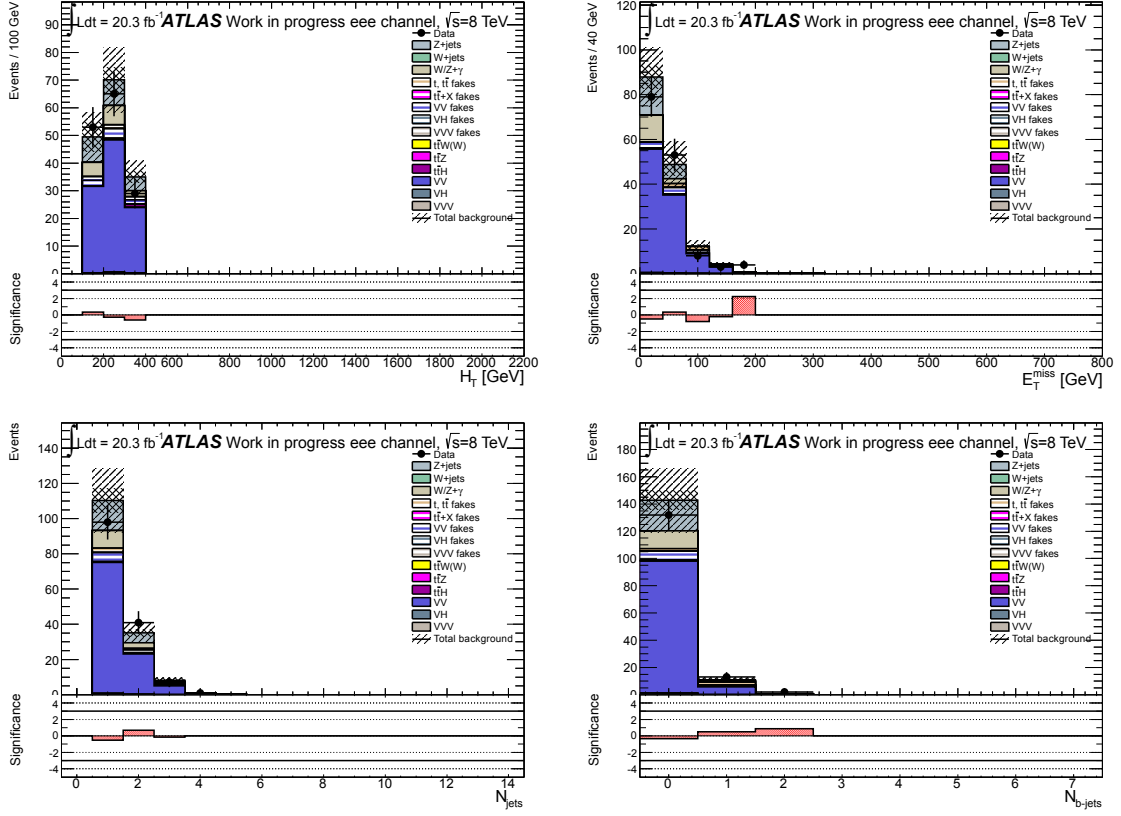 ∫Ldt = 20.3 fb⁻¹ ATLAS Work in progress eee channel, √s=8 TeV
Events / 100 GeV
90
80
70
60
50
40
30
20
10
0
Data
Z+jets
W+jets
W/Z+γ
t, tt̄ fakes
tt̄+X fakes
VV fakes
VH fakes
VVV fakes
tt̄W(W)
tt̄Z
tt̄H
VV
VH
VVV
Total background
Significance
4
2
0
-2
-4
0 200 400 600 800 1000 1200 1400 1600 1800 2000 2200
H_T [GeV]
∫Ldt = 20.3 fb⁻¹ ATLAS Work in progress eee channel, √s=8 TeV
Events / 40 GeV
120
100
80
60
40
20
0
Data
Z+jets
W+jets
W/Z+γ
t, tt̄ fakes
tt̄+X fakes
VV fakes
VH fakes
VVV fakes
tt̄W(W)
tt̄Z
tt̄H
VV
VH
VVV
Total background
Significance
4
2
0
-2
-4
0 100 200 300 400 500 600 700 800
E_T^miss [GeV]
∫Ldt = 20.3 fb⁻¹ ATLAS Work in progress eee channel, √s=8 TeV
Events
140
120
100
80
60
40
20
0
Data
Z+jets
W+jets
W/Z+γ
t, tt̄ fakes
tt̄+X fakes
VV fakes
VH fakes
VVV fakes
tt̄W(W)
tt̄Z
tt̄H
VV
VH
VVV
Total background
Significance
4
2
0
-2
-4
0 2 4 6 8 10 12 14
N_jets
∫Ldt = 20.3 fb⁻¹ ATLAS Work in progress eee channel, √s=8 TeV
Events
180
160
140
120
100
80
60
40
20
0
Data
Z+jets
W+jets
W/Z+γ
t, tt̄ fakes
tt̄+X fakes
VV fakes
VH fakes
VVV fakes
tt̄W(W)
tt̄Z
tt̄H
VV
VH
VVV
Total background
Significance
4
2
0
-2
-4
0 1 2 3 4 5 6 7
N_b-jets